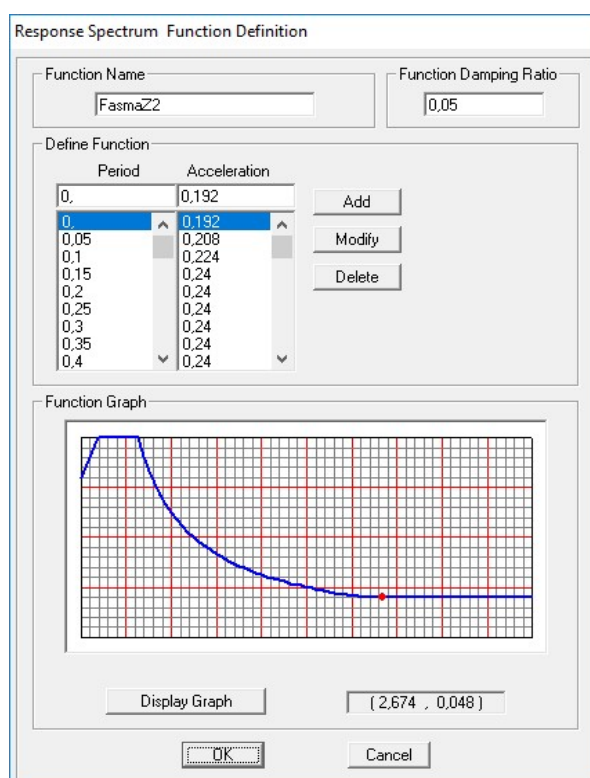 Response Spectrum Function Definition
Function Name
FasmaZ2
Function Damping Ratio
0,05
Define Function
Period Acceleration
0, 0,192
Add
0, 0,192
0,05 0,208
Modify
0,1 0,224
0,15 0,24
Delete
0,2 0,24
0,25 0,24
0,3 0,24
0,35 0,24
0,4 0,24
Function Graph
Display Graph
( 2,674 , 0,048 )
OK
Cancel